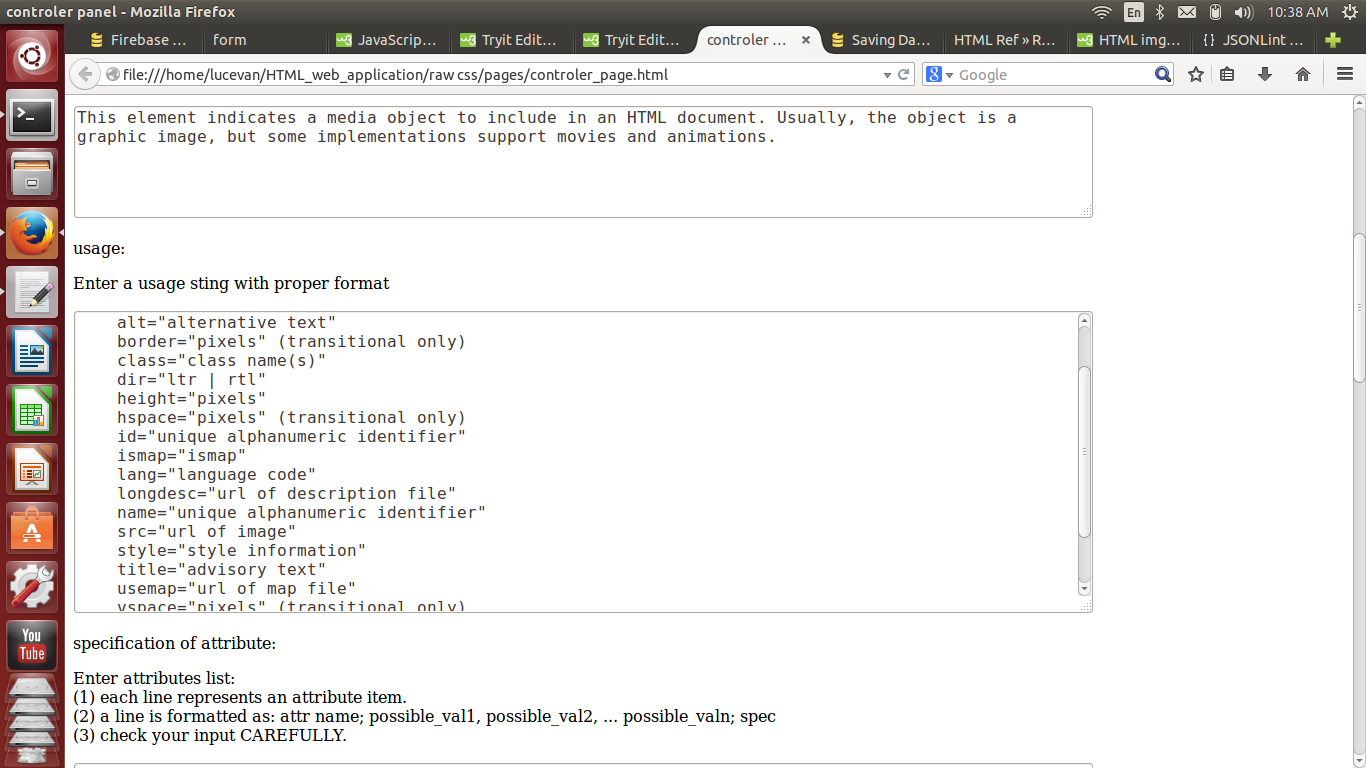 controler panel - Mozilla Firefox
En
10:38 AM
Firebase ...
form
JavaScrip...
Tryit Edit...
Tryit Edit...
controler ...
Saving Da...
HTML Ref » R...
HTML img...
JSONLint ...
file:///home/lucevan/HTML_web_application/raw css/pages/controler_page.html
Google
This element indicates a media object to include in an HTML document. Usually, the object is a
graphic image, but some implementations support movies and animations.
usage:
Enter a usage sting with proper format
alt="alternative text"
border="pixels" (transitional only)
class="class name(s)"
dir="ltr | rtl"
height="pixels"
hspace="pixels" (transitional only)
id="unique alphanumeric identifier"
ismap="ismap"
lang="language code"
longdesc="url of description file"
name="unique alphanumeric identifier"
src="url of image"
style="style information"
title="advisory text"
usemap="url of map file"
vspace="pixels" (transitional only)
specification of attribute:
Enter attributes list:
(1) each line represents an attribute item.
(2) a line is formatted as: attr name; possible_val1, possible_val2, ... possible_valn; spec
(3) check your input CAREFULLY.
You
Tube